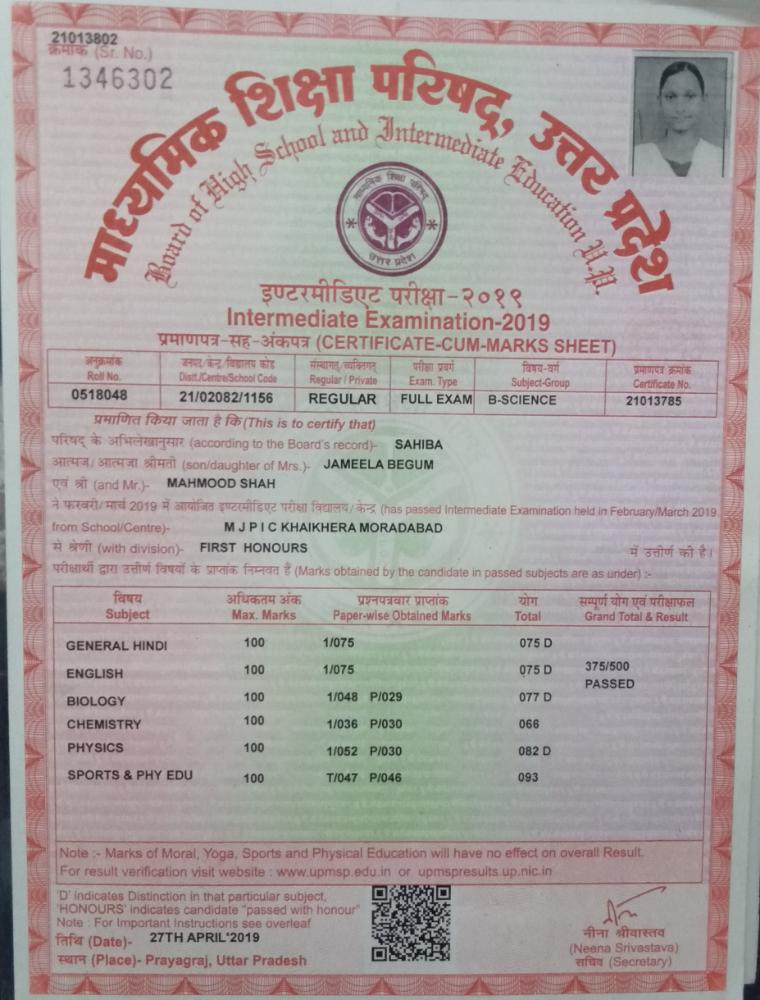 21013802
क्रमांक (Sr. No.)
1346302
माध्यमिक शिक्षा परिषद्, उत्तर प्रदेश
Board of High School and Intermediate Education U.P.
माध्यमिक शिक्षा परिषद्
उत्तर प्रदेश
इण्टरमीडिएट परीक्षा-२०१९
Intermediate Examination-2019
प्रमाणपत्र-सह-अंकपत्र (CERTIFICATE-CUM-MARKS SHEET)
अनुक्रमांक जनपद/केन्द्र/विद्यालय कोड संस्थागत/व्यक्तिगत परीक्षा प्रवर्ग विषय-वर्ग प्रमाणपत्र क्रमांक
Roll No. Distt./Centre/School Code Regular / Private Exam. Type Subject-Group Certificate No.
0518048 21/02082/1156 REGULAR FULL EXAM B-SCIENCE 21013785
प्रमाणित किया जाता है कि (This is to certify that)
परिषद के अभिलेखानुसार (according to the Board's record)- SAHIBA
आत्मज/आत्मजा श्रीमती (son/daughter of Mrs.)- JAMEELA BEGUM
एवं श्री (and Mr.)- MAHMOOD SHAH
ने फरवरी/मार्च 2019 में आयोजित इण्टरमीडिएट परीक्षा विद्यालय/केन्द्र (has passed Intermediate Examination held in February/March 2019
from School/Centre)- M J P I C KHAIKHERA MORADABAD
से श्रेणी (with division)- FIRST HONOURS में उत्तीर्ण की है।
परीक्षार्थी द्वारा उत्तीर्ण विषयों के प्राप्तांक निम्नवत हैं (Marks obtained by the candidate in passed subjects are as under) :-
विषय अधिकतम अंक प्रश्नपत्रवार प्राप्तांक योग सम्पूर्ण योग एवं परीक्षाफल
Subject Max. Marks Paper-wise Obtained Marks Total Grand Total & Result
GENERAL HINDI 100 1/075 075 D
ENGLISH 100 1/075 075 D 375/500
PASSED
BIOLOGY 100 1/048 P/029 077 D
CHEMISTRY 100 1/036 P/030 066
PHYSICS 100 1/052 P/030 082 D
SPORTS & PHY EDU 100 T/047 P/046 093
Note :- Marks of Moral, Yoga, Sports and Physical Education will have no effect on overall Result.
For result verification visit website : www.upmsp.edu.in or upmspresults.up.nic.in
'D' indicates Distinction in that particular subject,
'HONOURS' indicates candidate "passed with honour"
Note : For Important Instructions see overleaf
तिथि (Date)- 27TH APRIL'2019
स्थान (Place)- Prayagraj, Uttar Pradesh
नीना श्रीवास्तव
(Neena Srivastava)
सचिव (Secretary)